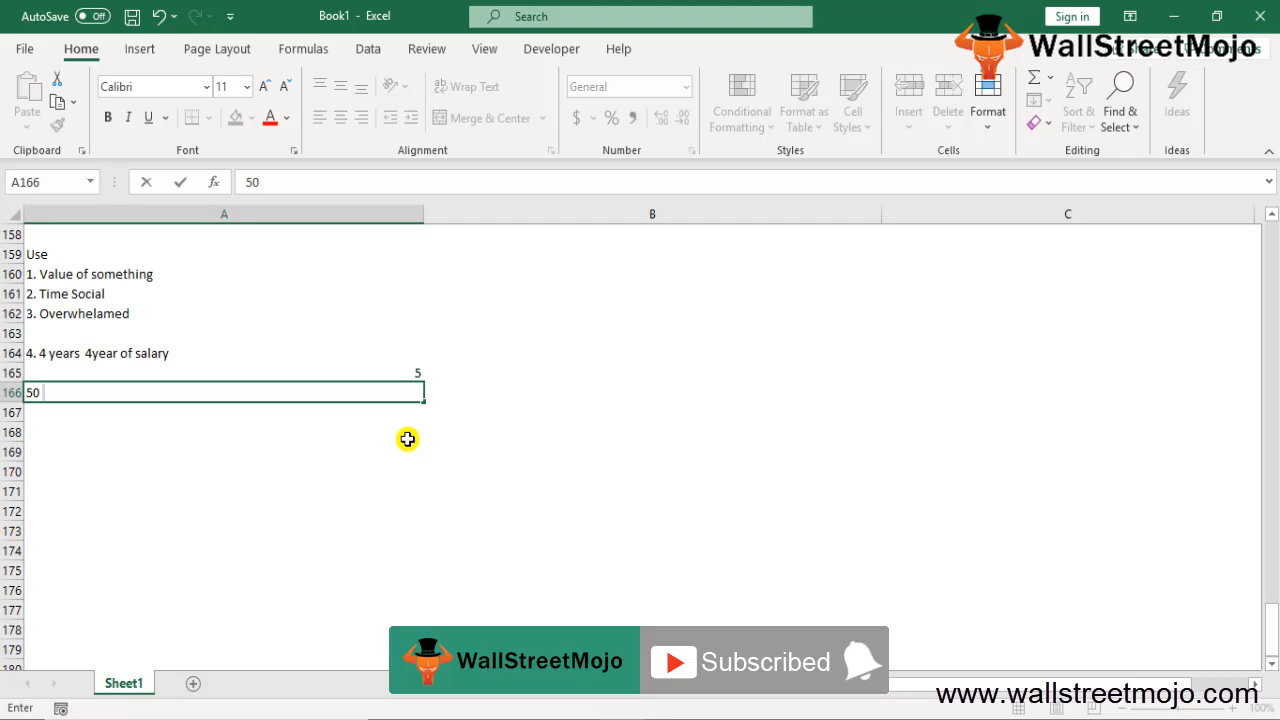 AutoSave Off Book1 - Excel Search Sign in
WallStreetMojo
File Home Insert Page Layout Formulas Data Review View Developer Help
Calibri 11 A A Wrap Text General
Paste B I U A Merge & Center $ % Conditional Formatting Format as Table Cell Styles Insert Delete Format Sort & Filter Find & Select Ideas
Clipboard Font Alignment Number Styles Cells Editing Ideas
A166 fx 50
A B C
158
159 Use
160 1. Value of something
161 2. Time Social
162 3. Overwhelamed
163
164 4. 4 years 4year of salary
165 5
166 50
167
168
169
170
171
172
173
174
175
176
177
178
179
WallStreetMojo Subscribed
Sheet1
www.wallstreetmojo.com
Enter 100%